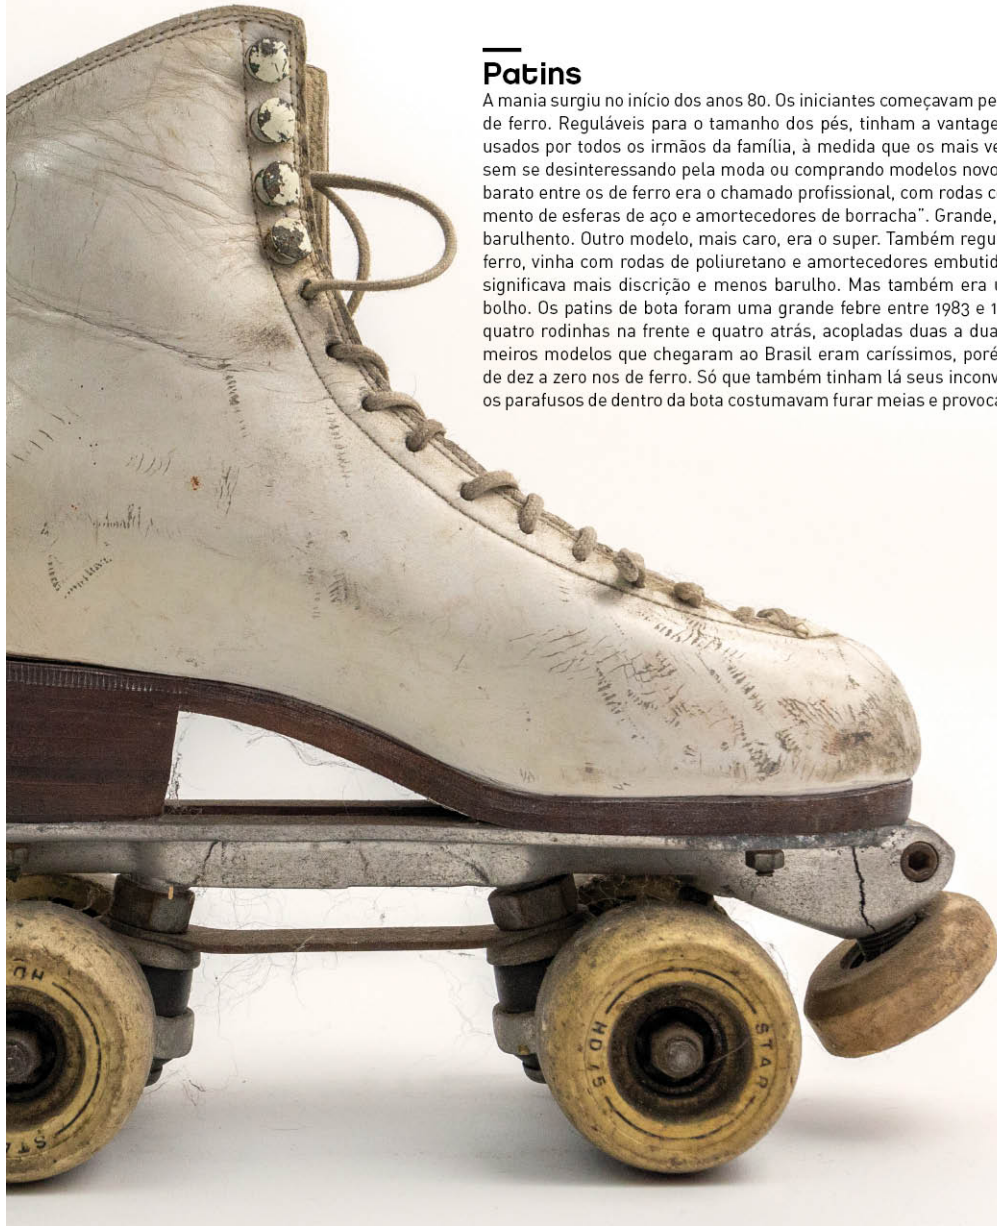 Patins
A mania surgiu no início dos anos 80. Os iniciantes começavam pe
de ferro. Reguláveis para o tamanho dos pés, tinham a vantage
usados por todos os irmãos da família, à medida que os mais ve
sem se desinteressando pela moda ou comprando modelos novo
barato entre os de ferro era o chamado profissional, com rodas c
mento de esferas de aço e amortecedores de borracha”. Grande,
barulhento. Outro modelo, mais caro, era o super. Também regu
ferro, vinha com rodas de poliuretano e amortecedores embutid
significava mais discrição e menos barulho. Mas também era u
bolho. Os patins de bota foram uma grande febre entre 1983 e 1
quatro rodinhas na frente e quatro atrás, acopladas duas a dua
meiros modelos que chegaram ao Brasil eram caríssimos, poré
de dez a zero nos de ferro. Só que também tinham lá seus inconv
os parafusos de dentro da bota costumavam furar meias e provoca
HD
STA
HD45
STAR